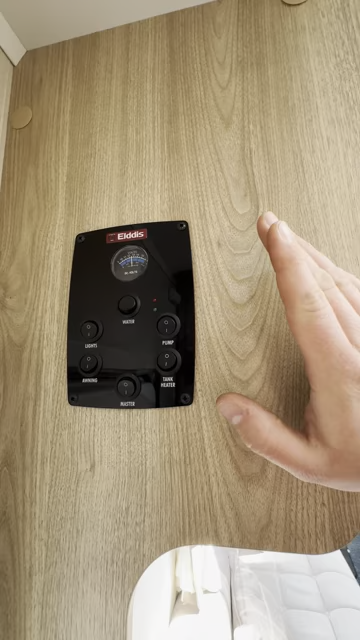 Elddis
WATER
LIGHTS
PUMP
AWNING
TANK
HEATER
MASTER